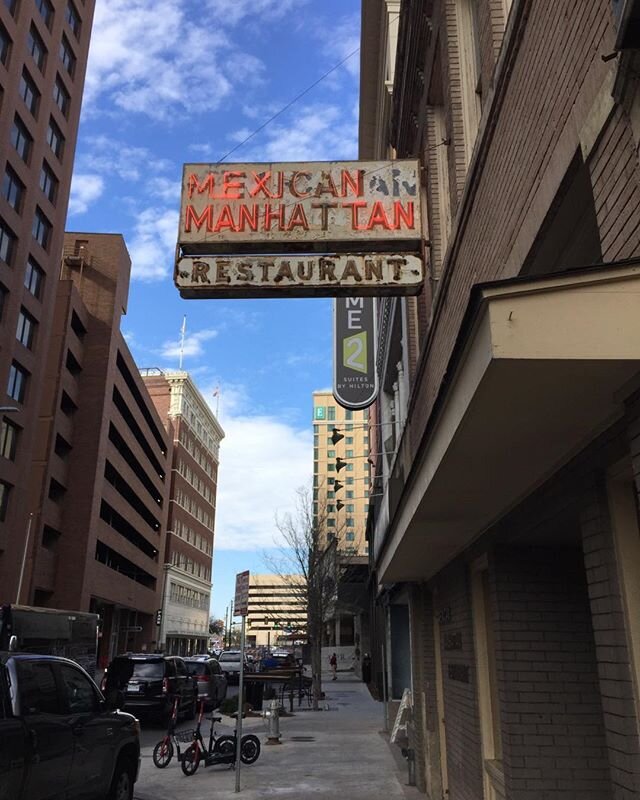 MEXICAN
MANHATTAN
RESTAURANT
ME
2
SUITES
BY HILTON
E